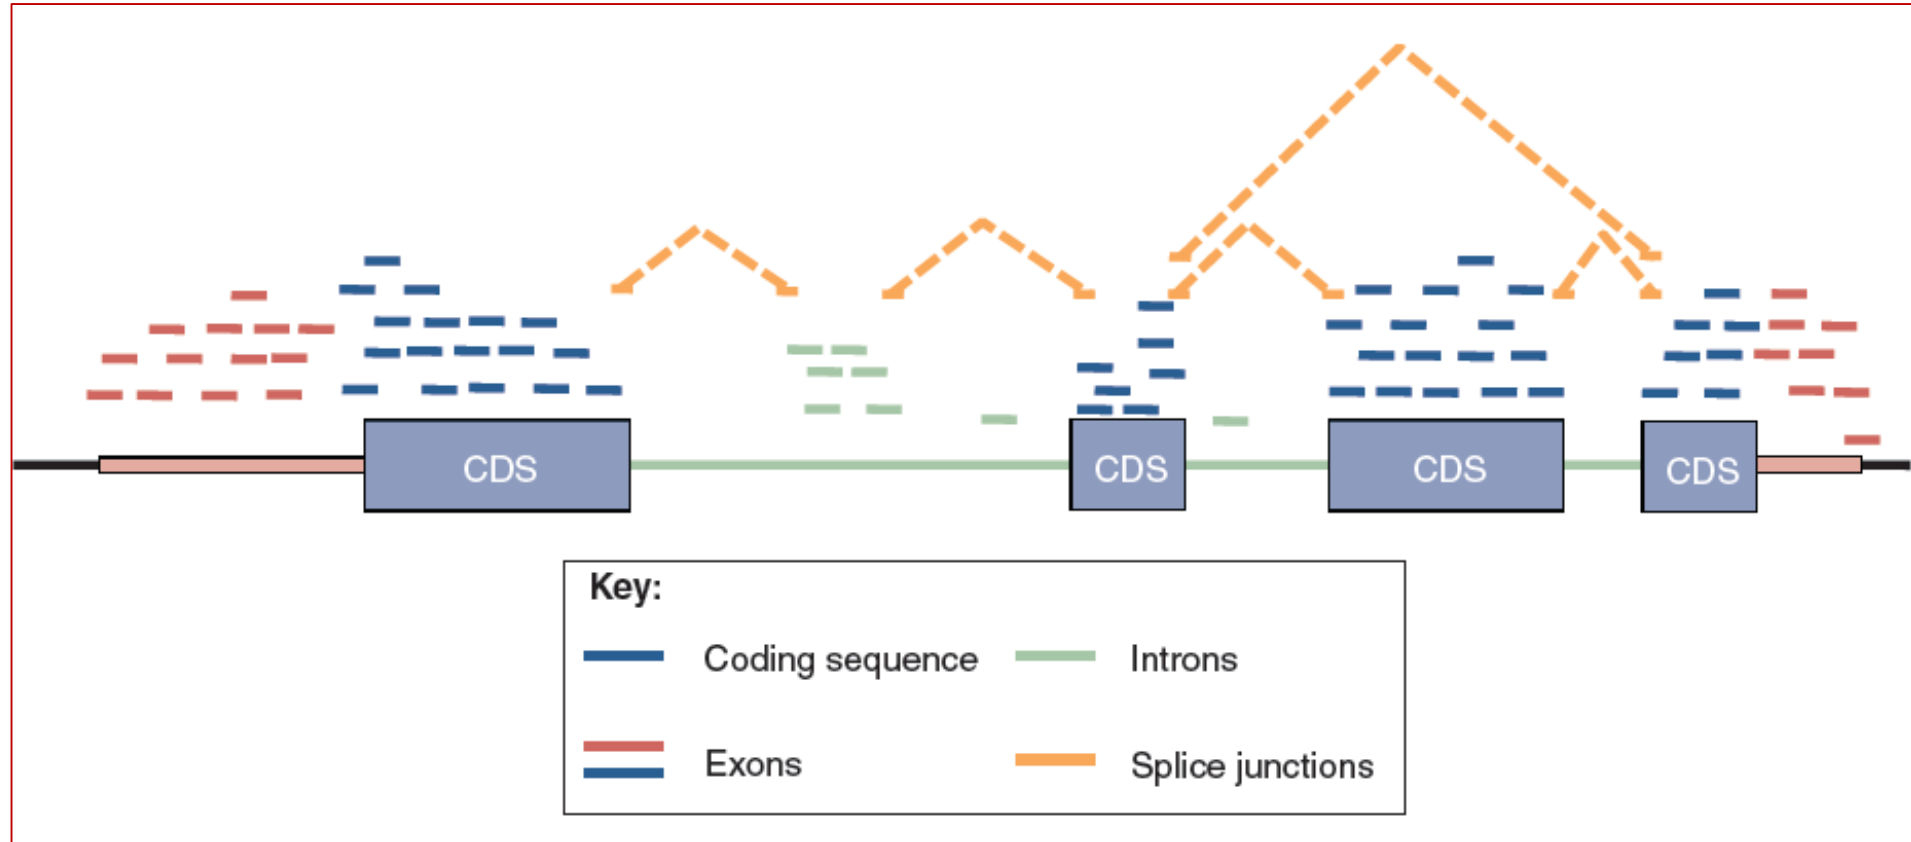 CDS CDS CDS CDS
Key:
Coding sequence Introns
Exons Splice junctions